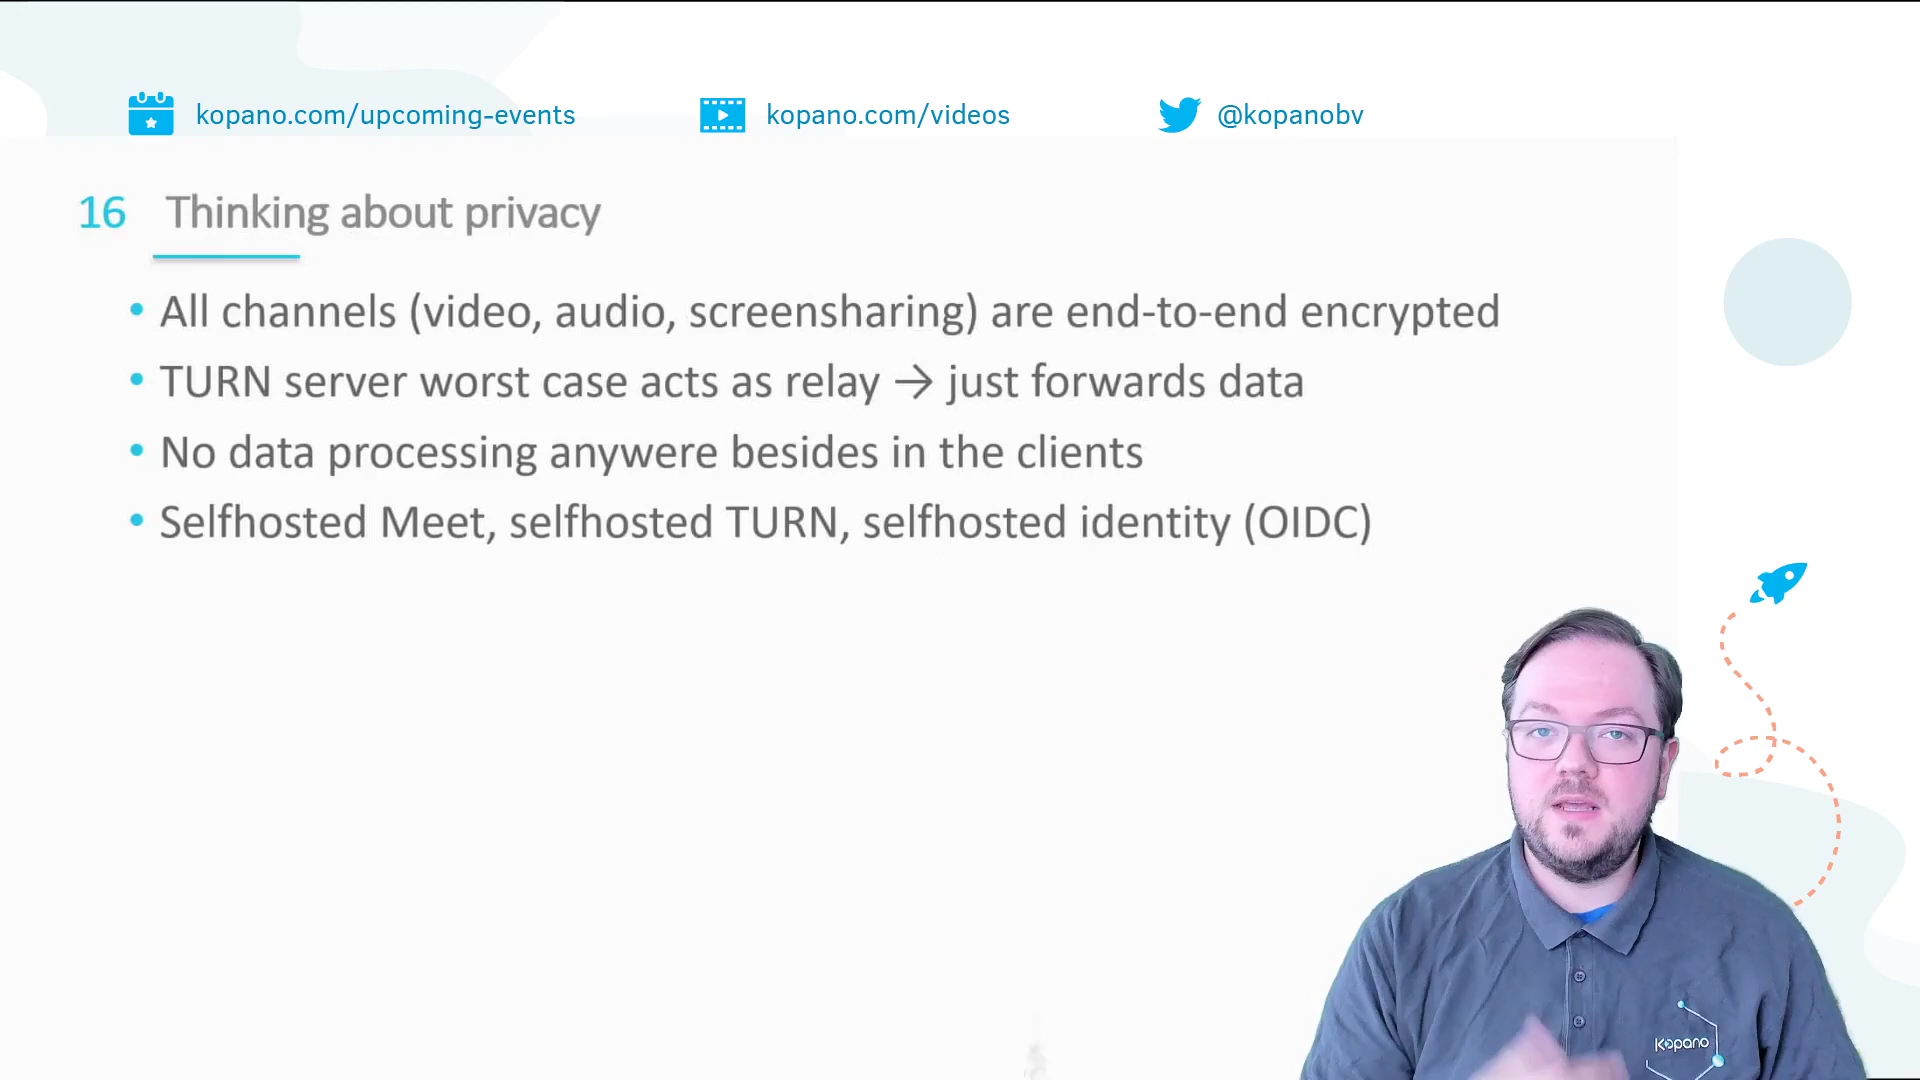 kopano.com/upcoming-events
kopano.com/videos
@kopanobv
16 Thinking about privacy
• All channels (video, audio, screensharing) are end-to-end encrypted
• TURN server worst case acts as relay → just forwards data
• No data processing anywere besides in the clients
• Selfhosted Meet, selfhosted TURN, selfhosted identity (OIDC)
kopano